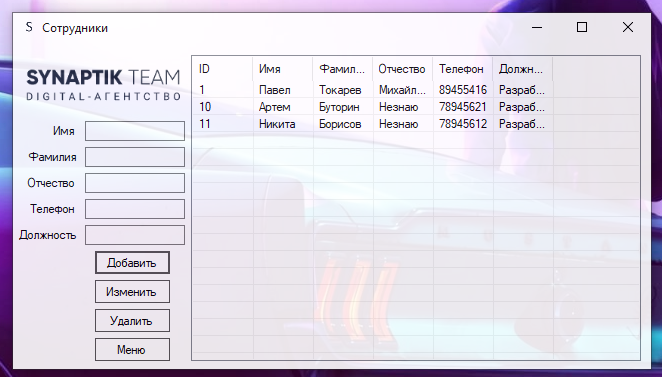 S Сотрудники
SYNAPTIK TEAM
DIGITAL-АГЕНТСТВО
Имя
Фамилия
Отчество
Телефон
Должность
Добавить
Изменить
Удалить
Меню
ID Имя Фамил... Отчество Телефон Должн...
1 Павел Токарев Михайл... 89455416 Разраб...
10 Артем Буторин Незнаю 78945621 Разраб...
11 Никита Борисов Незнаю 78945612 Разраб...